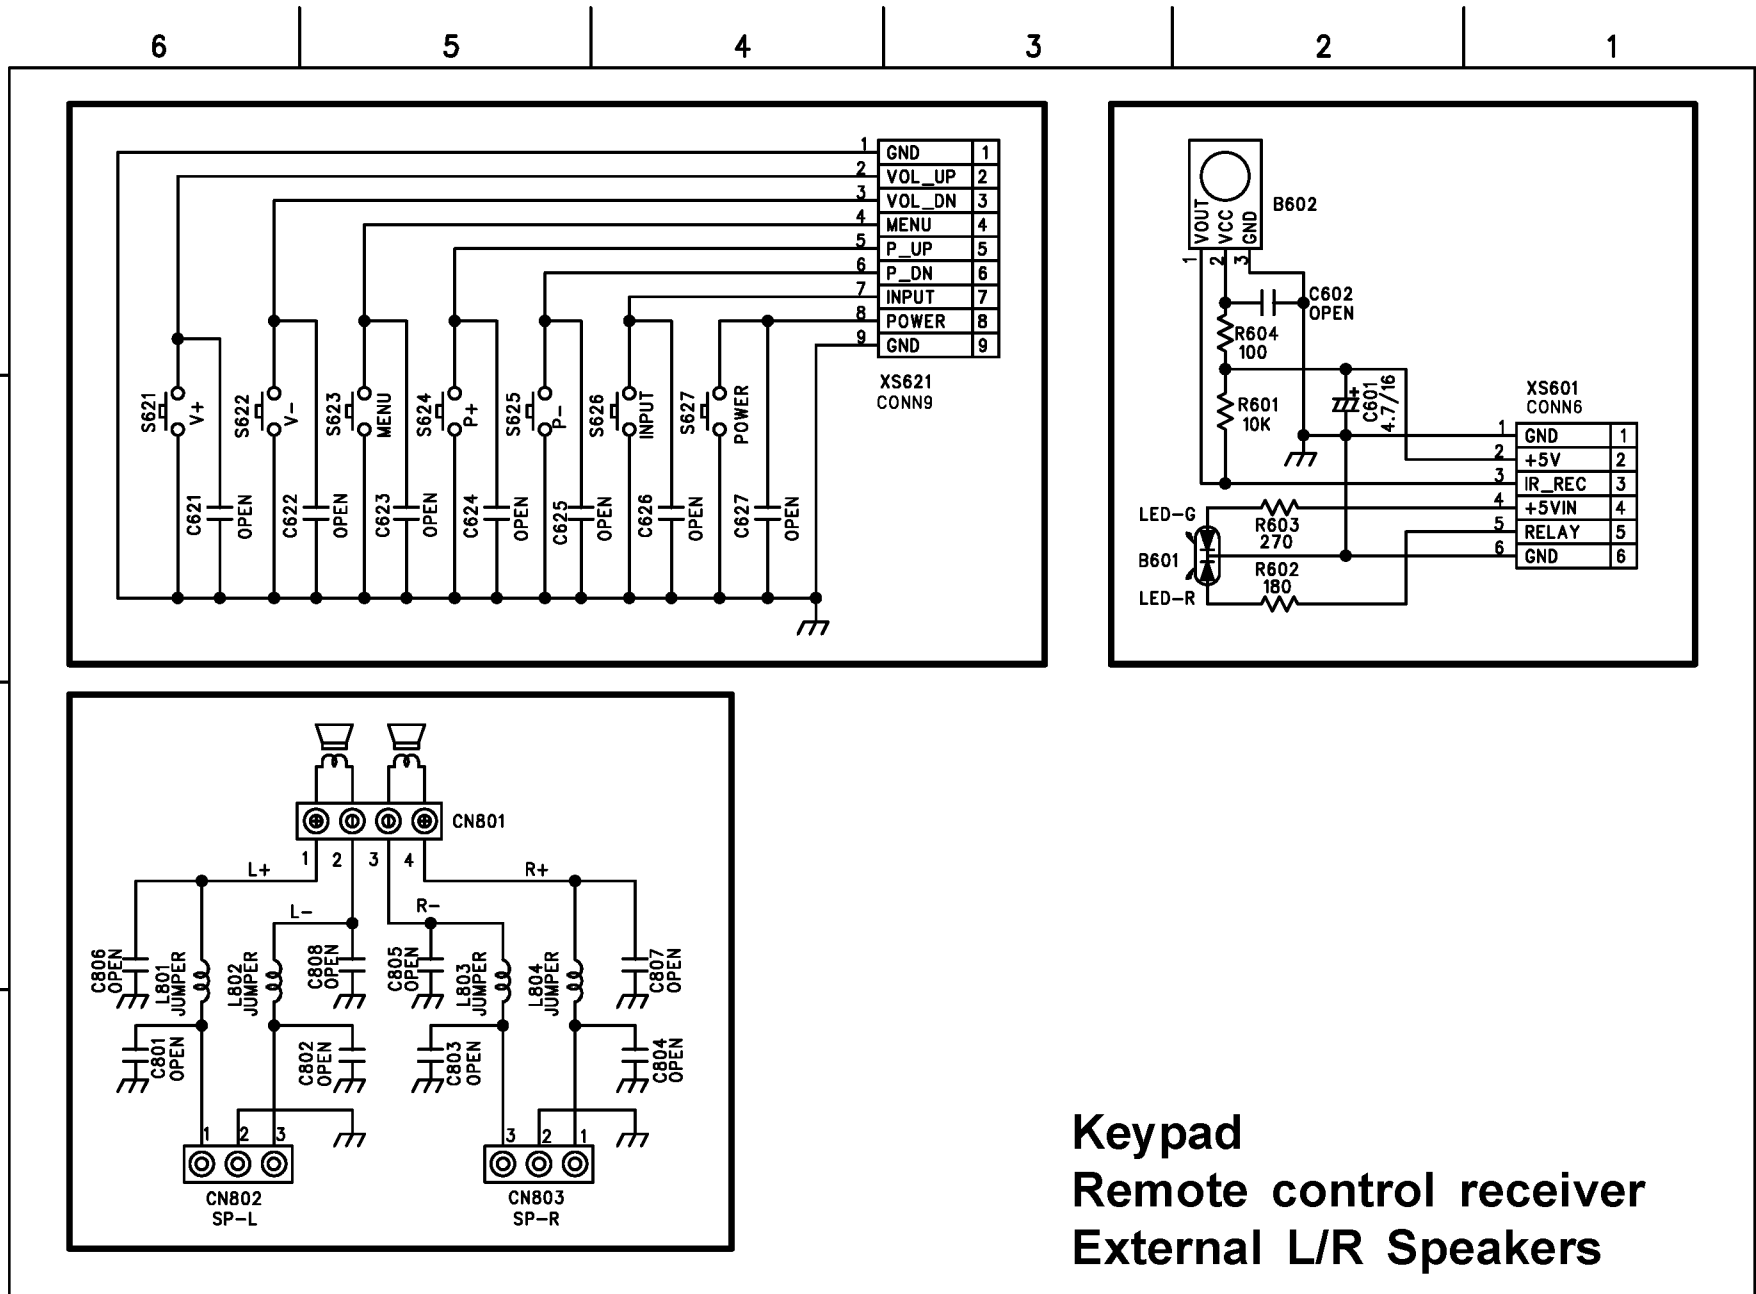 6 5 4 3 2 1
1 GND 1
2 VOL_UP 2
3 VOL_DN 3
4 MENU 4
5 P_UP 5
6 P_DN 6
7 INPUT 7
8 POWER 8
9 GND 9
XS621
CONN9
S621 V+
S622 V-
S623 MENU
S624 P+
S625 P-
S626 INPUT
S627 POWER
C621 OPEN
C622 OPEN
C623 OPEN
C624 OPEN
C625 OPEN
C626 OPEN
C627 OPEN
B602
VOUT VCC GND
1 2 3
C602
OPEN
R604
100
R601
10K
C601
4.7/16
+
XS601
CONN6
1 GND 1
2 +5V 2
3 IR_REC 3
4 +5VIN 4
5 RELAY 5
6 GND 6
LED-G
R603
270
B601
R602
180
LED-R
CN801
1 2 3 4
L+
R+
L-
R-
C806
OPEN
L801
JUMPER
L802
JUMPER
C808
OPEN
C805
OPEN
L803
JUMPER
L804
JUMPER
C807
OPEN
C801
OPEN
C802
OPEN
C803
OPEN
C804
OPEN
1 2 3
CN802
SP-L
3 2 1
CN803
SP-R
Keypad
Remote control receiver
External L/R Speakers